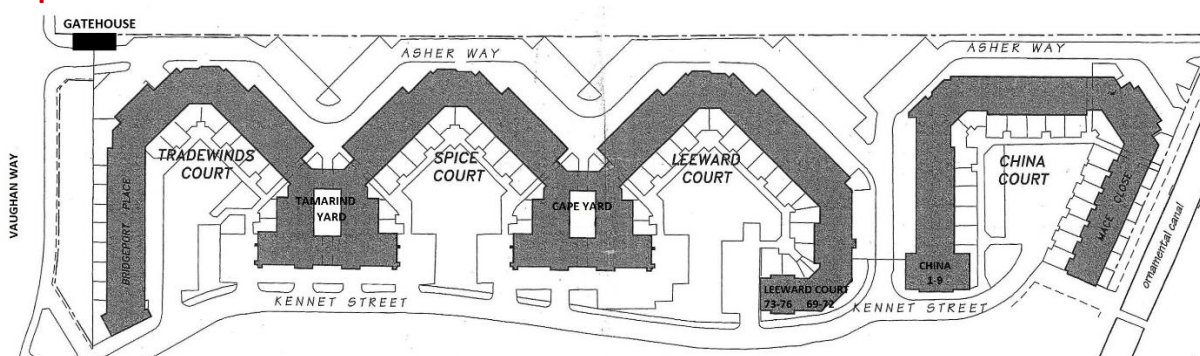 GATEHOUSE
ASHER WAY
ASHER WAY
VAUGHAN WAY
BRIDGEPORT PLACE
TRADEWINDS
COURT
TAMARIND
YARD
SPICE
COURT
CAPE YARD
LEEWARD
COURT
CHINA
COURT
MACE CLOSE
ornamental canal
CHINA
1-9
LEEWARD COURT
73-76 69-72
KENNET STREET
KENNET STREET